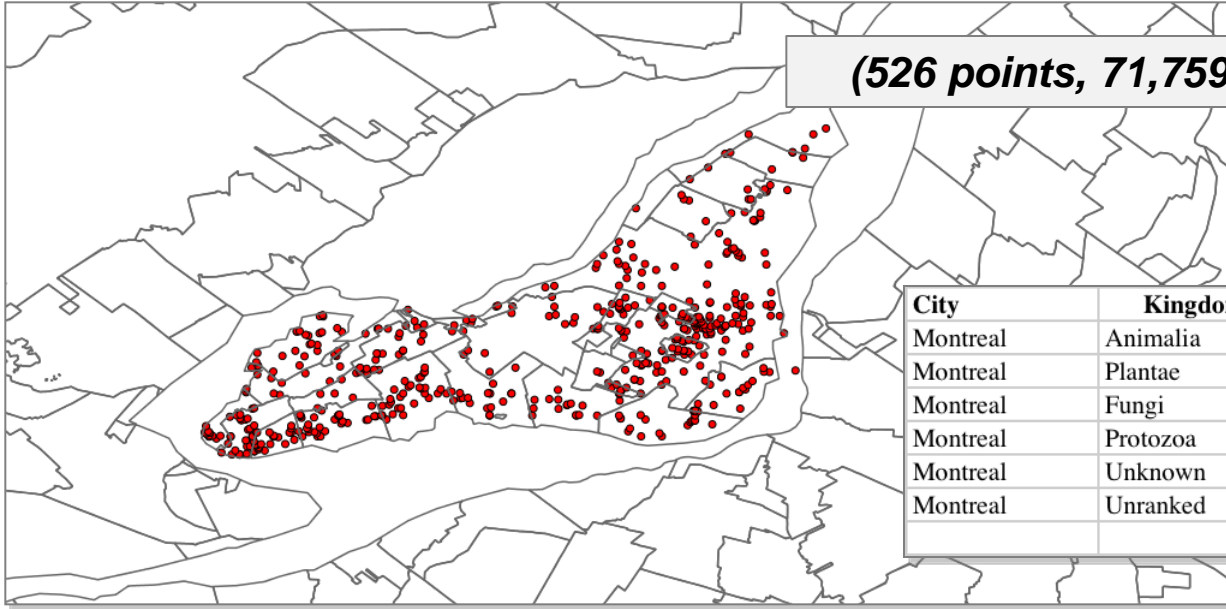 (526 points, 71,759
City
Montreal Animalia
Montreal Plantae
Montreal Fungi
Montreal Protozoa
Montreal Unknown
Montreal Unranked